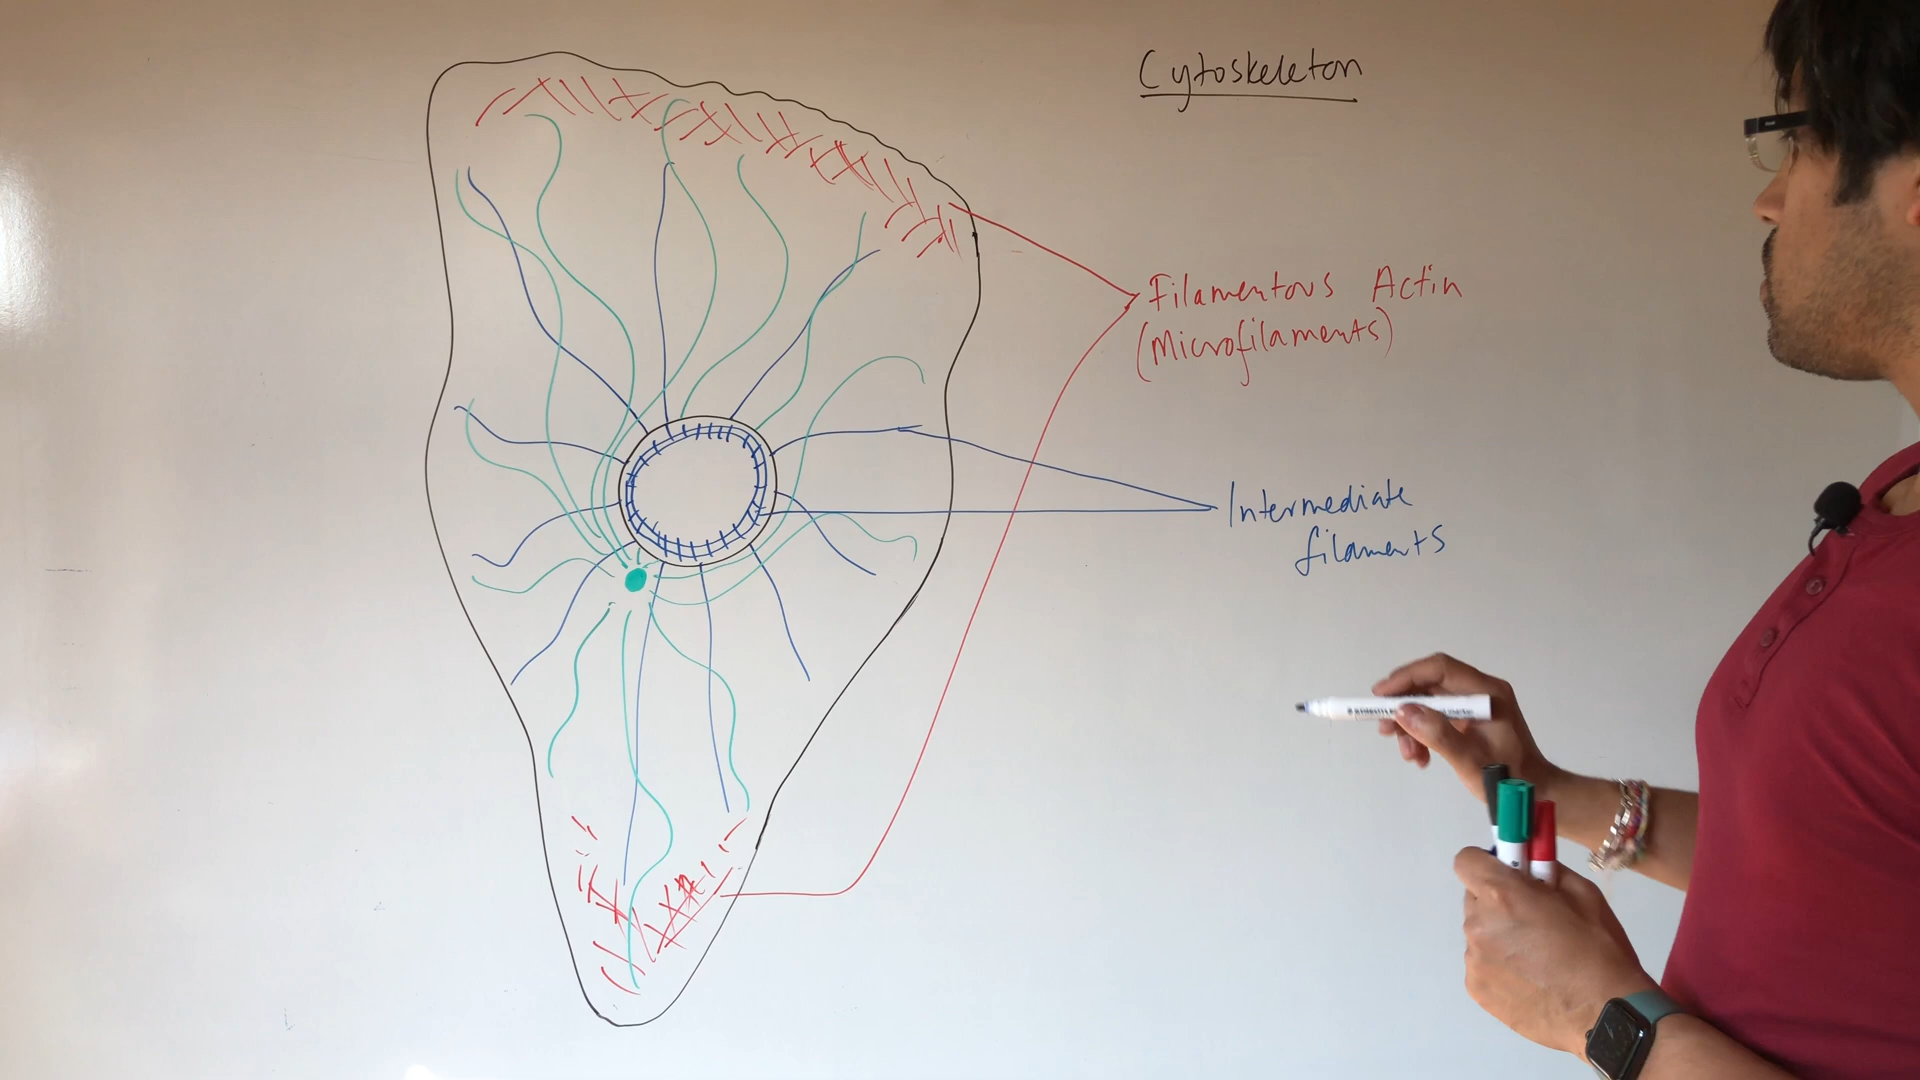 Cytoskeleton
Filamentous Actin
(Microfilaments)
Intermediate
filaments